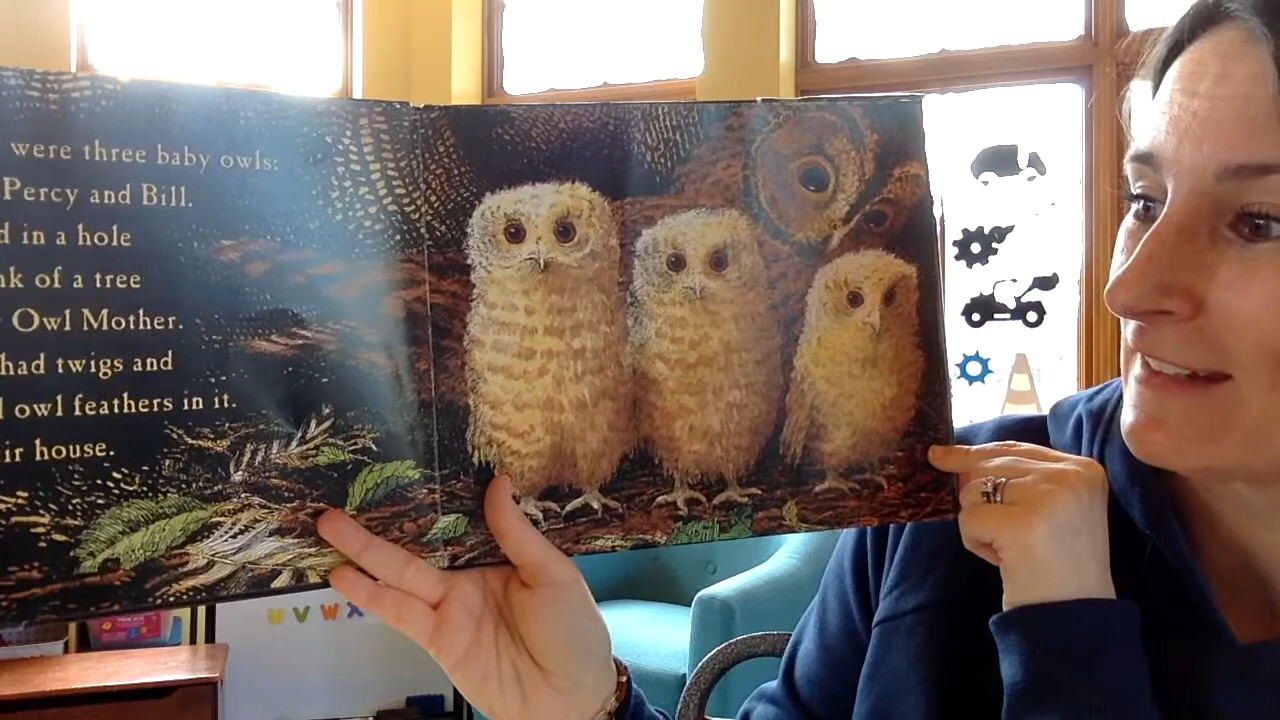 were three baby owls:
Percy and Bill.
d in a hole
nk of a tree
Owl Mother.
had twigs and
l owl feathers in it.
ir house.
U V W X